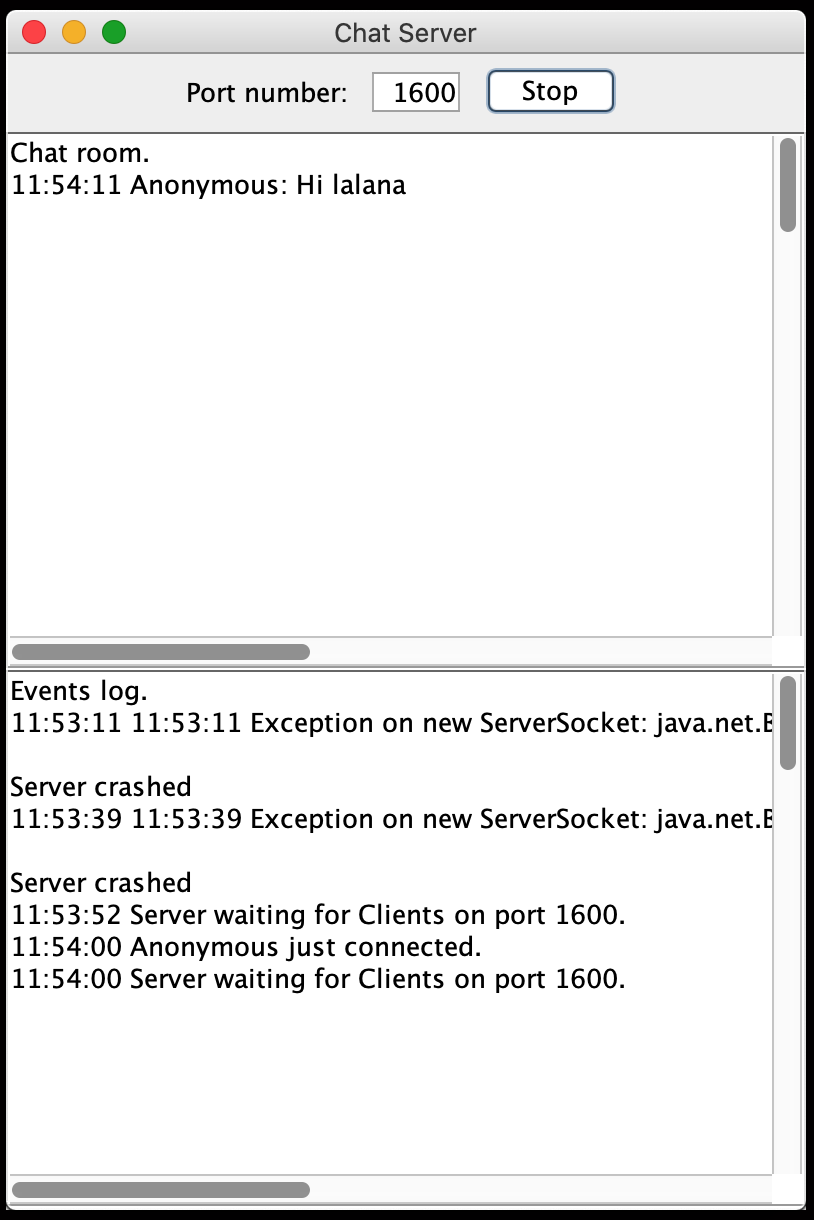 Chat Server
Port number: 1600 Stop
Chat room.
11:54:11 Anonymous: Hi lalana
Events log.
11:53:11 11:53:11 Exception on new ServerSocket: java.net.B
Server crashed
11:53:39 11:53:39 Exception on new ServerSocket: java.net.B
Server crashed
11:53:52 Server waiting for Clients on port 1600.
11:54:00 Anonymous just connected.
11:54:00 Server waiting for Clients on port 1600.